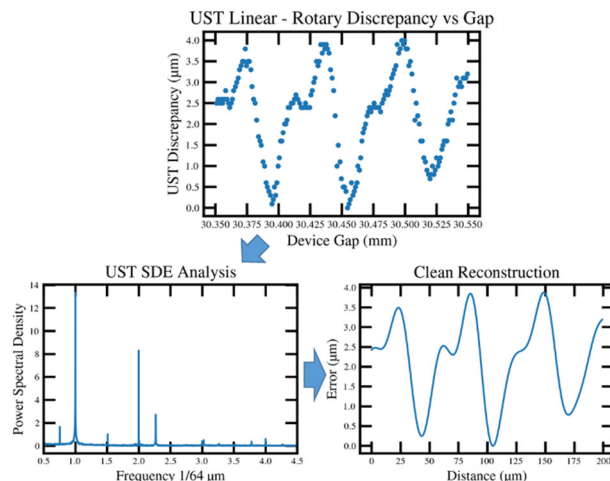 UST Linear - Rotary Discrepancy vs Gap
UST Discrepancy (μm)
4.0
3.5
3.0
2.5
2.0
1.5
1.0
0.5
0.0
30.350 30.375 30.400 30.425 30.450 30.475 30.500 30.525 30.550
Device Gap (mm)
UST SDE Analysis
Power Spectral Density
14
12
10
8
6
4
2
0
0.5 1.0 1.5 2.0 2.5 3.0 3.5 4.0 4.5
Frequency 1/64 μm
Clean Reconstruction
Error (μm)
4.0
3.5
3.0
2.5
2.0
1.5
1.0
0.5
0.0
0 25 50 75 100 125 150 175 200
Distance (μm)